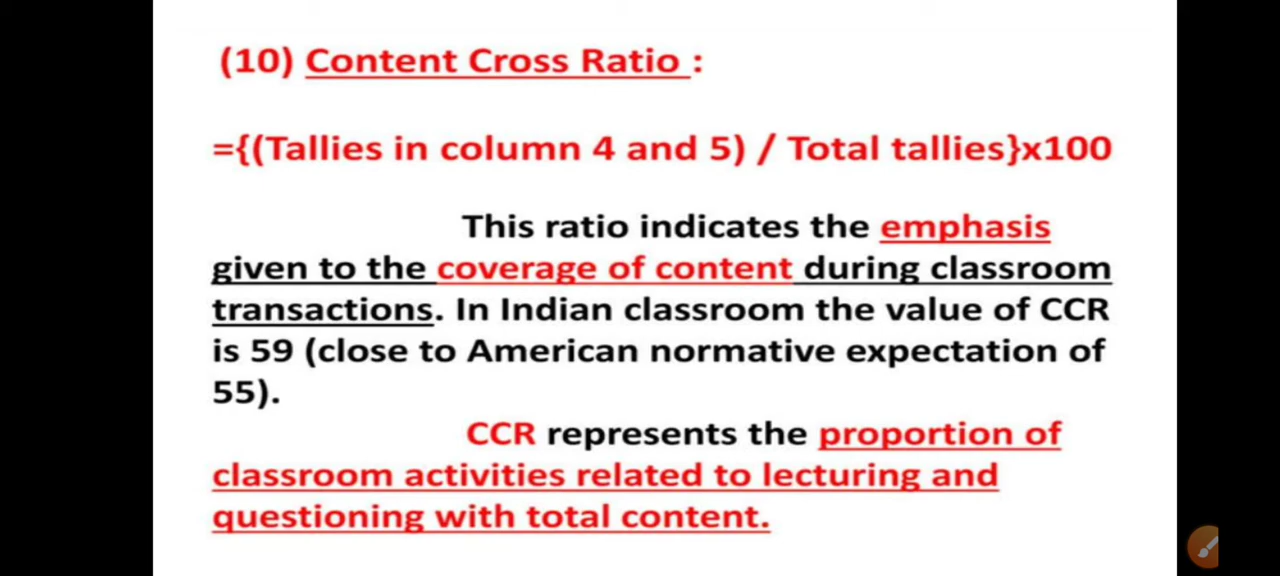 (10) Content Cross Ratio :
={(Tallies in column 4 and 5) / Total tallies}x100
This ratio indicates the emphasis
given to the coverage of content during classroom
transactions. In Indian classroom the value of CCR
is 59 (close to American normative expectation of
55).
CCR represents the proportion of
classroom activities related to lecturing and
questioning with total content.